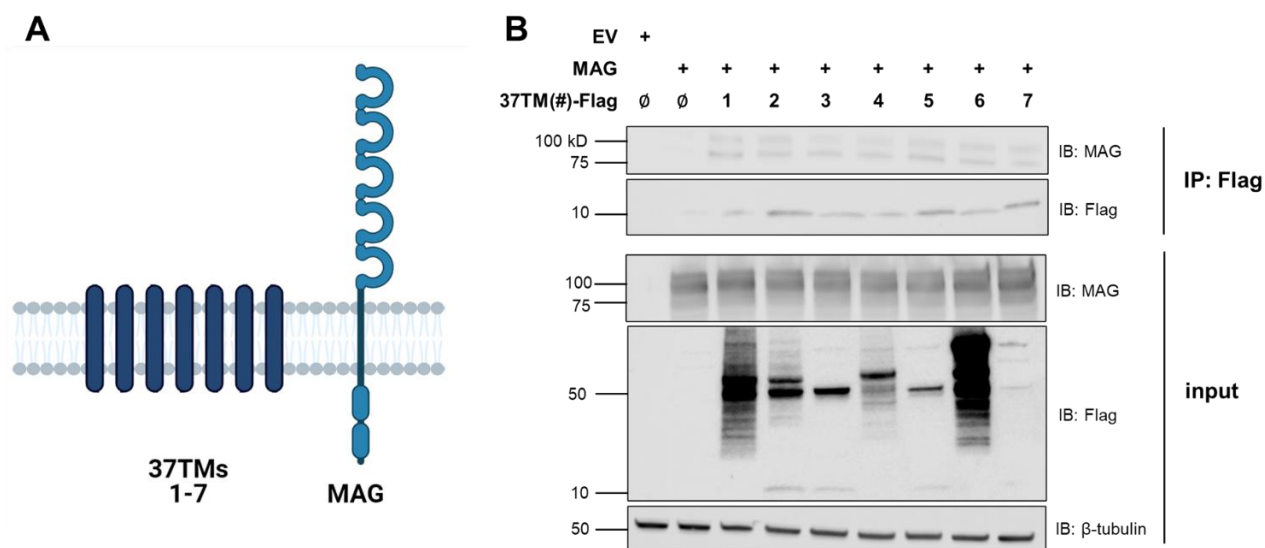 A
37TMs
1-7
MAG
B
EV +
MAG + + + + + + + +
37TM(#)-Flag ø ø 1 2 3 4 5 6 7
100 kD
75
IB: MAG
10
IB: Flag
IP: Flag
100
75
IB: MAG
50
10
IB: Flag
50
IB: β-tubulin
input